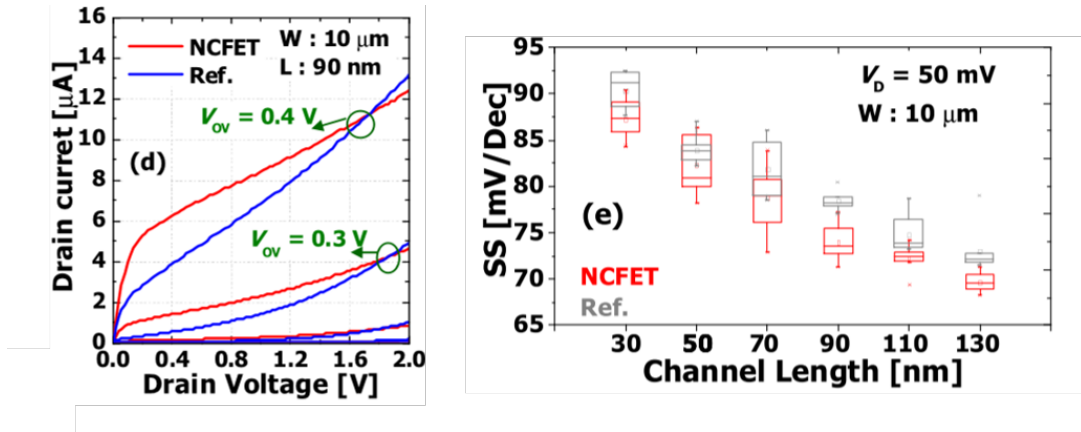 16
14
12
10
8
6
4
2
0
Drain curret [μA]
NCFET
Ref.
W : 10 μm
L : 90 nm
V_OV = 0.4 V
(d)
V_OV = 0.3 V
0.0 0.4 0.8 1.2 1.6 2.0
Drain Voltage [V]
95
90
85
80
75
70
65
SS [mV/Dec]
V_D = 50 mV
W : 10 μm
(e)
NCFET
Ref.
30 50 70 90 110 130
Channel Length [nm]